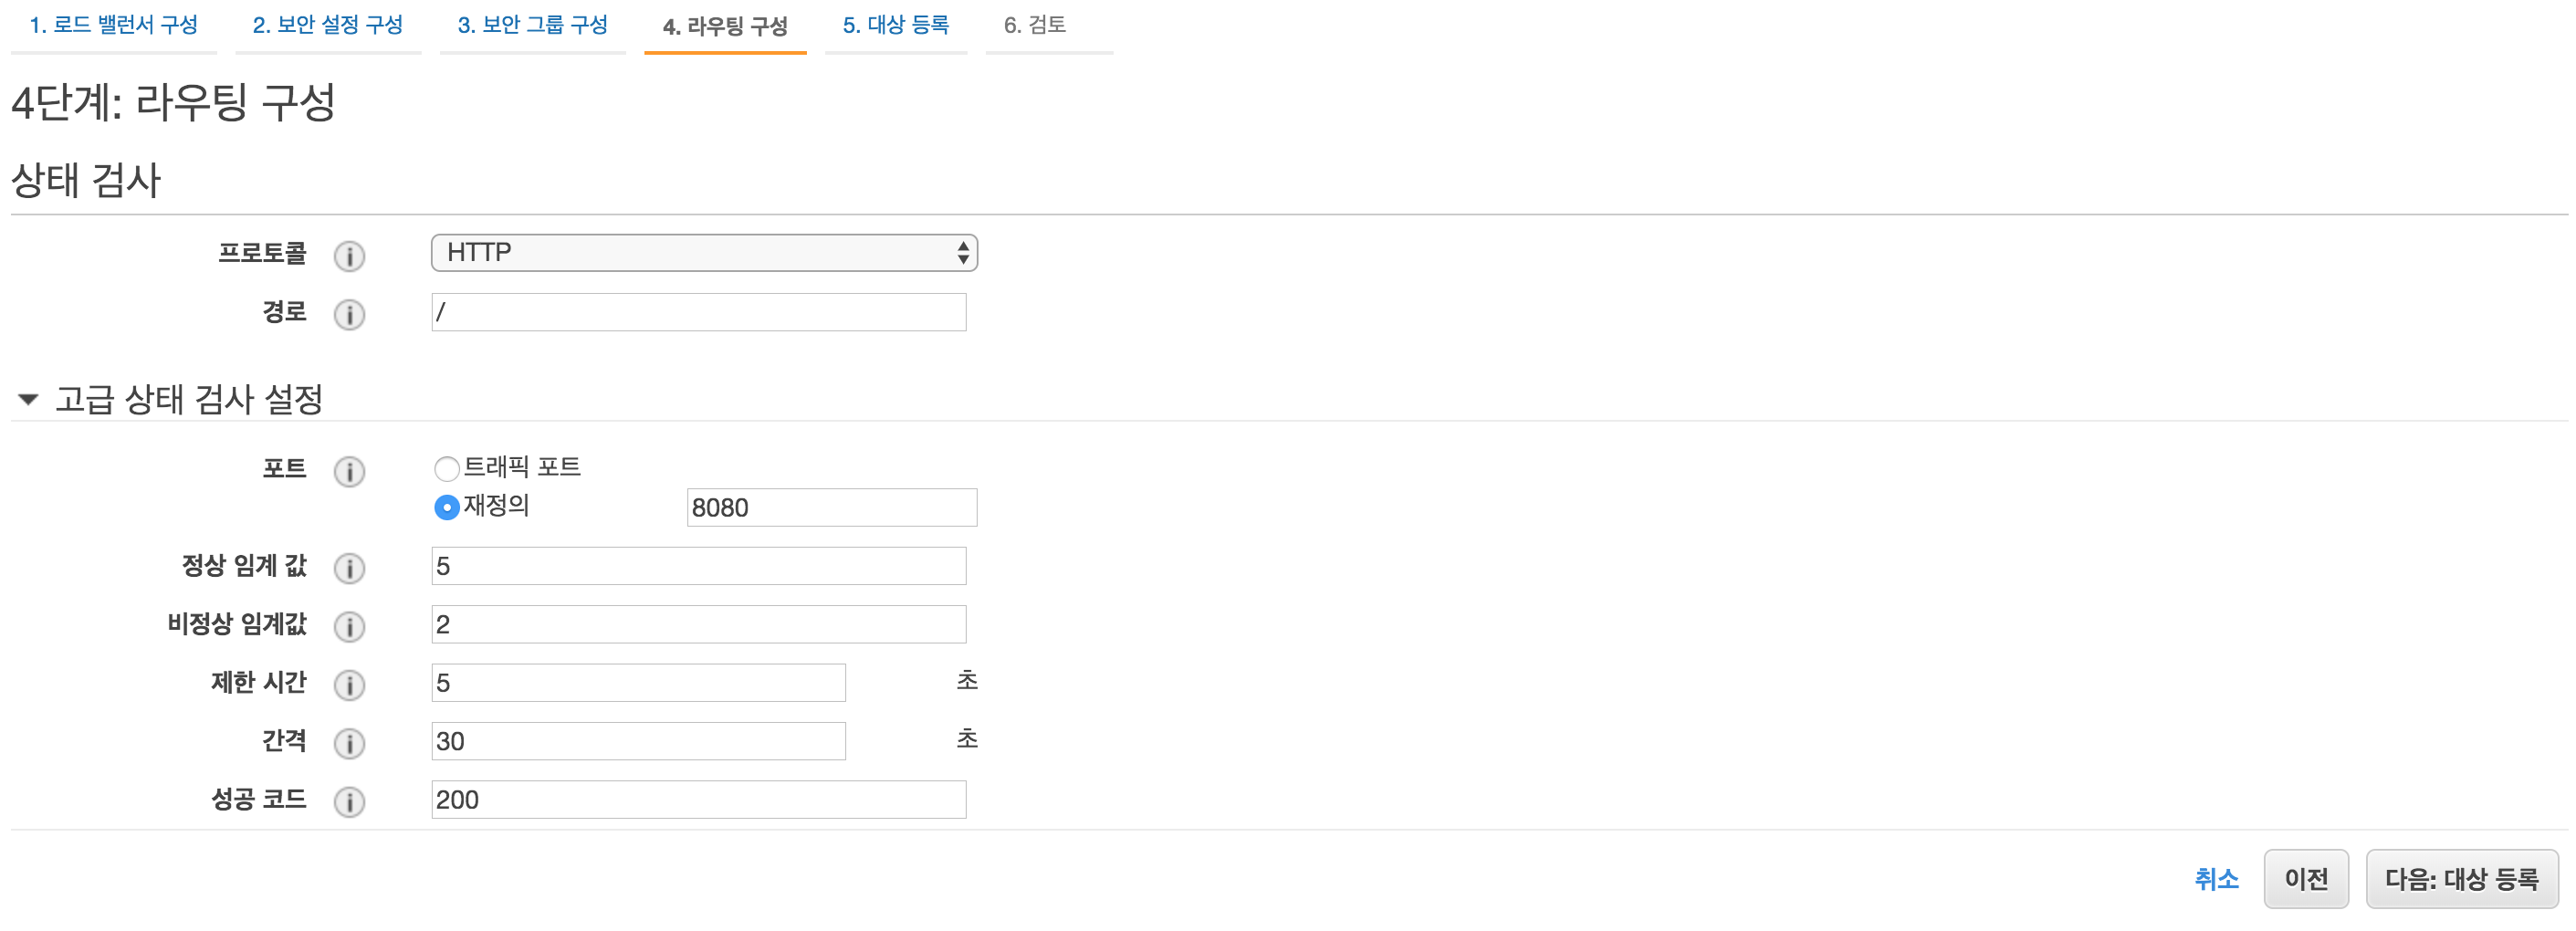 1. 로드 밸런서 구성 2. 보안 설정 구성 3. 보안 그룹 구성 4. 라우팅 구성 5. 대상 등록 6. 검토
4단계: 라우팅 구성
상태 검사
프로토콜 HTTP
경로 /
고급 상태 검사 설정
포트 트래픽 포트
재정의 8080
정상 임계 값 5
비정상 임계값 2
제한 시간 5 초
간격 30 초
성공 코드 200
취소 이전 다음: 대상 등록